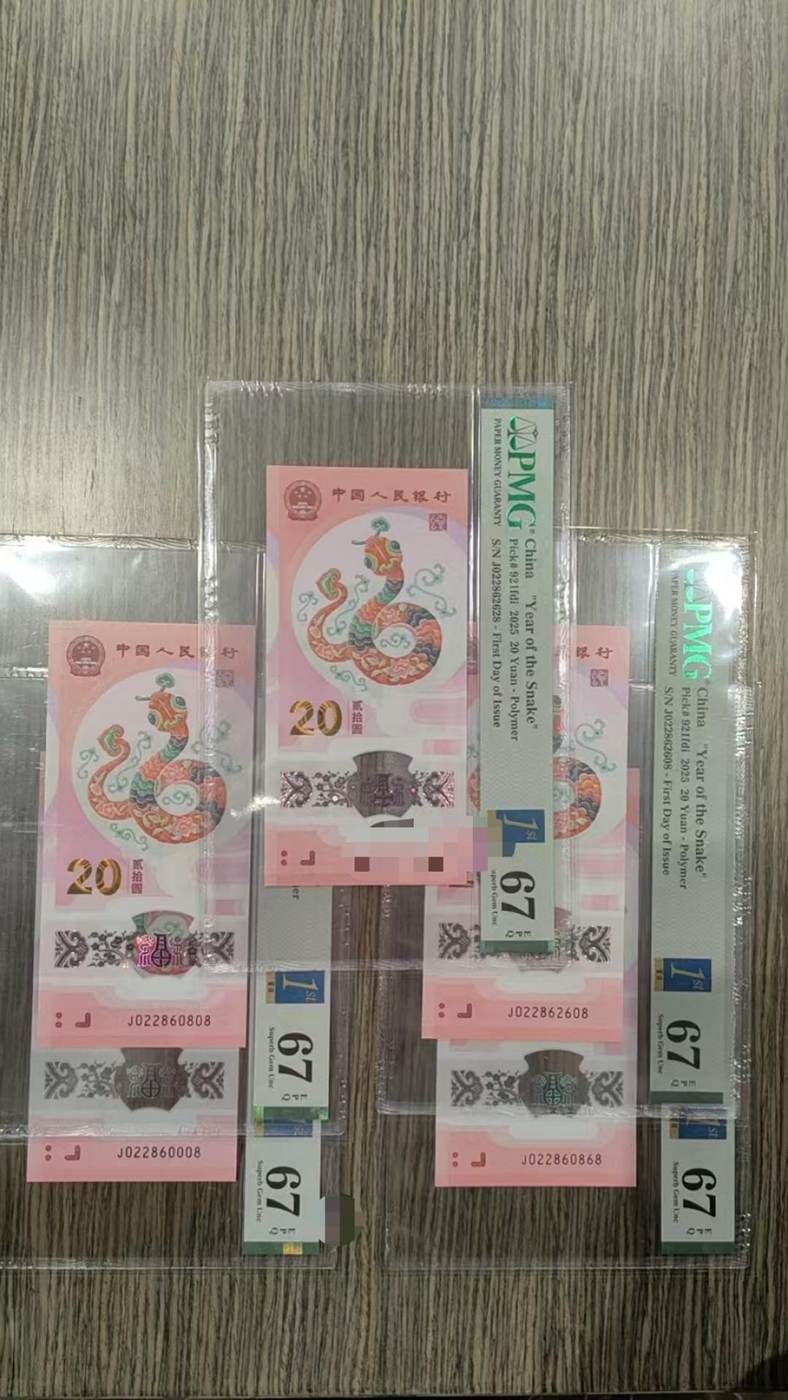 中国人民银行
20
贰拾圆
PMG
PAPER MONEY GUARANTY
China "Year of the Snake"
Pick# 921fdi 2025 20 Yuan - Polymer
S/N J022862628 - First Day of Issue
1st
67
EPQ
Superb Gem Unc
中国人民银行
20
贰拾圆
J022860808
1st
67
EPQ
Superb Gem Unc
J022860008
67
EPQ
Superb Gem Unc
PMG
PAPER MONEY GUARANTY
China "Year of the Snake"
Pick# 921fdi 2025 20 Yuan - Polymer
S/N J022862608 - First Day of Issue
1st
67
EPQ
Superb Gem Unc
J022862608
J022860868
1st
67
EPQ
Superb Gem Unc